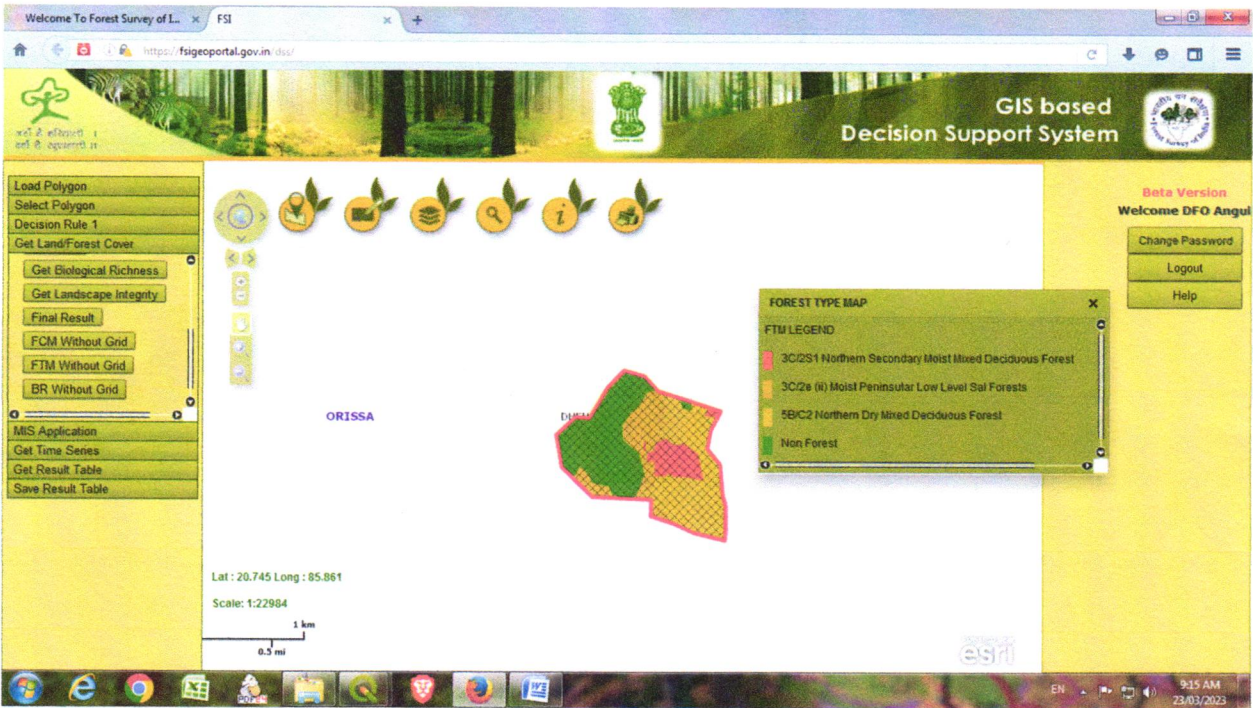 Welcome To Forest Survey of I...
FSI
https://fsigeoportal.gov.in/dss/
GIS based
Decision Support System
Load Polygon
Select Polygon
Decision Rule 1
Get Land/Forest Cover
Get Biological Richness
Get Landscape Integrity
Final Result
FCM Without Grid
FTM Without Grid
BR Without Grid
MIS Application
Get Time Series
Get Result Table
Save Result Table
Beta Version
Welcome DFO Angul
Change Password
Logout
Help
FOREST TYPE MAP
FTM LEGEND
3C/2S1 Northern Secondary Moist Mixed Deciduous Forest
3C/2e (ii) Moist Peninsular Low Level Sal Forests
5B/C2 Northern Dry Mixed Deciduous Forest
Non Forest
ORISSA
Lat : 20.745 Long : 85.861
Scale: 1:22984
1 km
0.5 mi
esri
EN
9:15 AM
23/03/2023